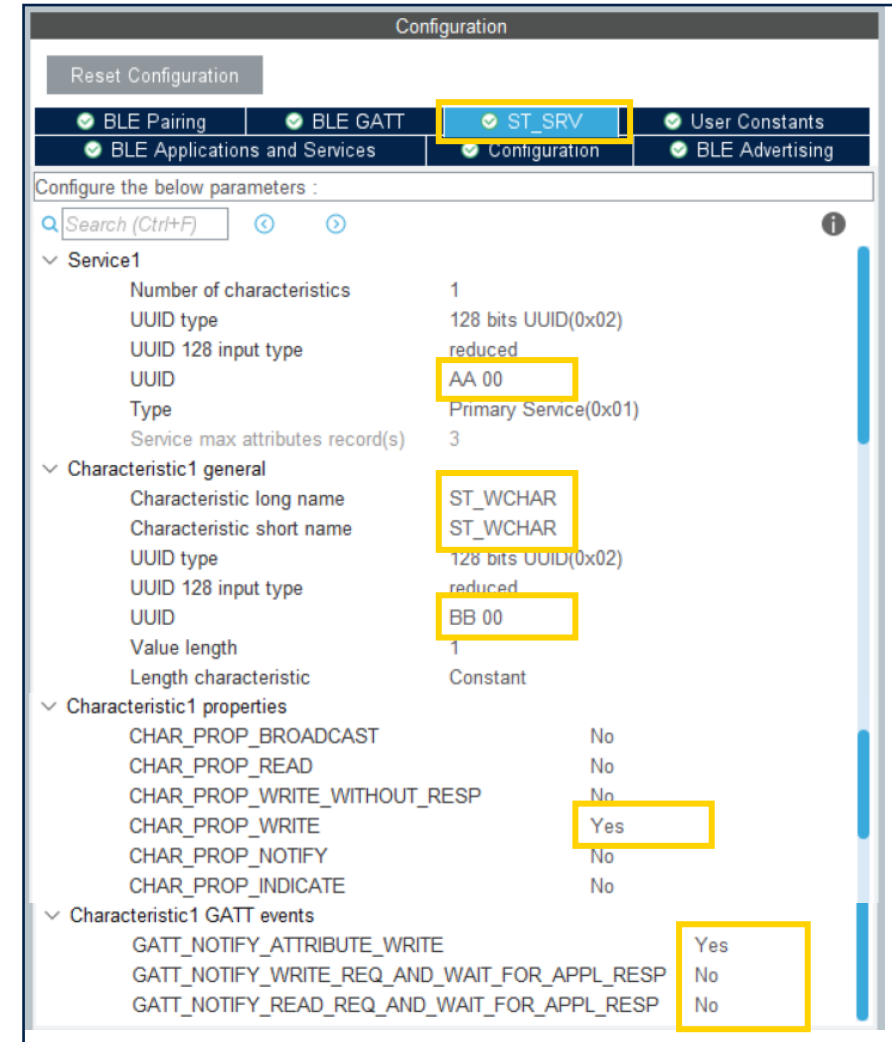 Configuration
Reset Configuration
BLE Pairing BLE GATT ST_SRV User Constants
BLE Applications and Services Configuration BLE Advertising
Configure the below parameters :
Search (Ctrl+F)
Service1
Number of characteristics 1
UUID type 128 bits UUID(0x02)
UUID 128 input type reduced
UUID AA 00
Type Primary Service(0x01)
Service max attributes record(s) 3
Characteristic1 general
Characteristic long name ST_WCHAR
Characteristic short name ST_WCHAR
UUID type 128 bits UUID(0x02)
UUID 128 input type reduced
UUID BB 00
Value length 1
Length characteristic Constant
Characteristic1 properties
CHAR_PROP_BROADCAST No
CHAR_PROP_READ No
CHAR_PROP_WRITE_WITHOUT_RESP No
CHAR_PROP_WRITE Yes
CHAR_PROP_NOTIFY No
CHAR_PROP_INDICATE No
Characteristic1 GATT events
GATT_NOTIFY_ATTRIBUTE_WRITE Yes
GATT_NOTIFY_WRITE_REQ_AND_WAIT_FOR_APPL_RESP No
GATT_NOTIFY_READ_REQ_AND_WAIT_FOR_APPL_RESP No